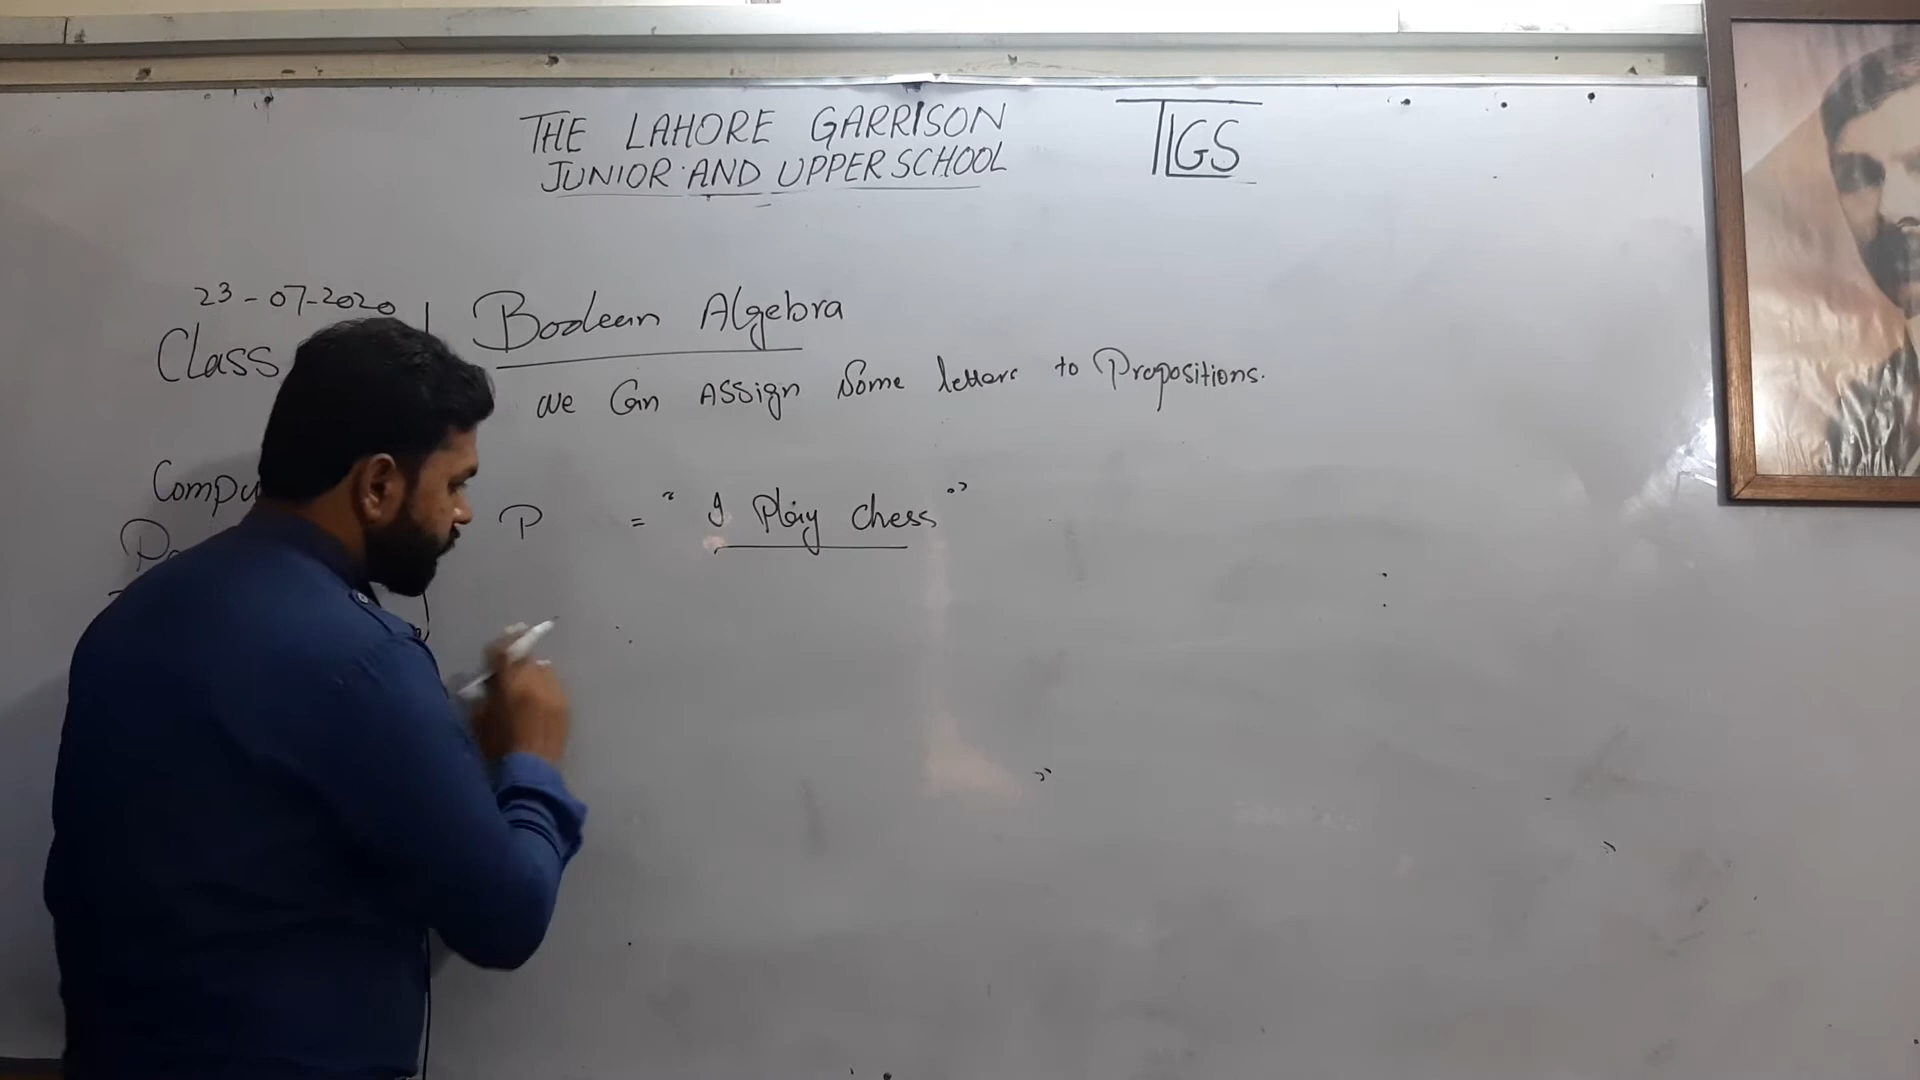 THE LAHORE GARRISON
JUNIOR AND UPPER SCHOOL
TLGS
23-07-2020
Class
Boolean Algebra
We Can Assign Some letters to Propositions.
Compu
P = "I Play Chess"